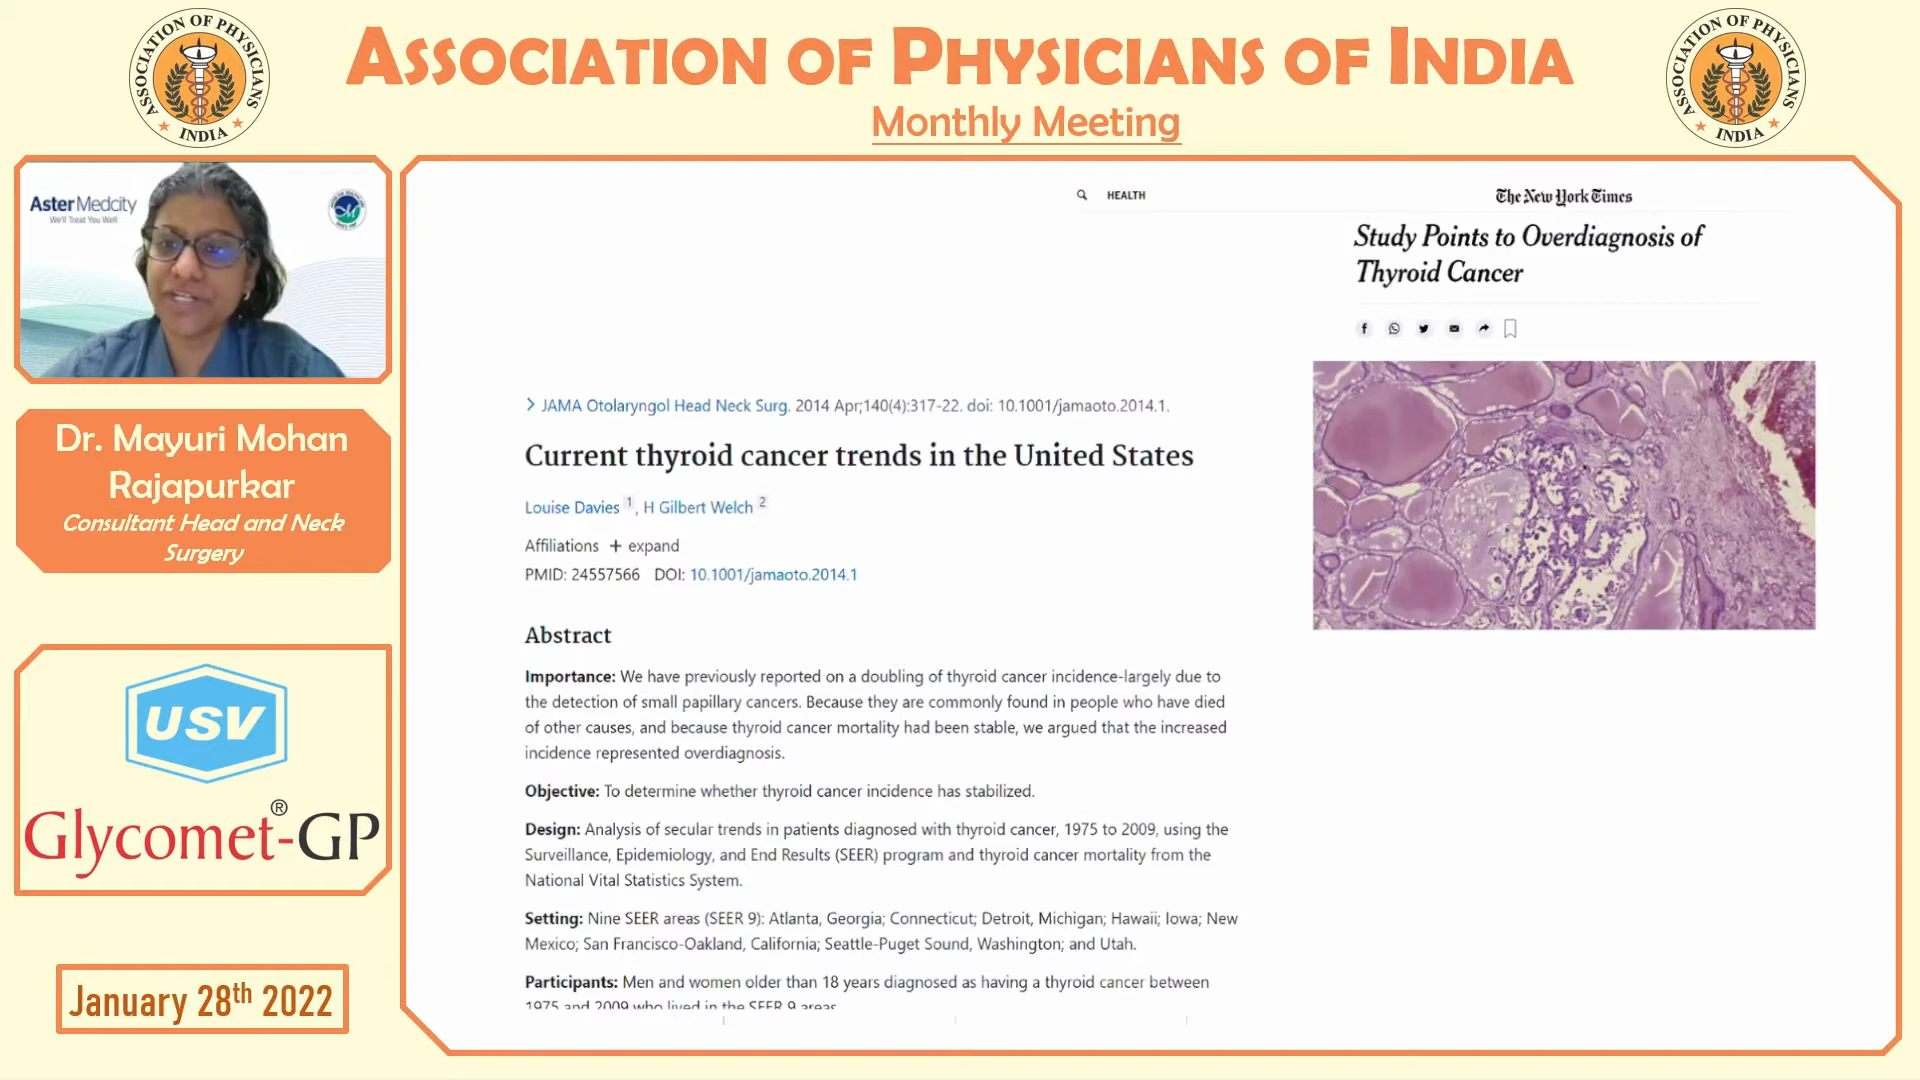 ASSOCIATION OF PHYSICIANS OF INDIA
Monthly Meeting
ASSOCIATION OF PHYSICIANS
INDIA
ASSOCIATION OF PHYSICIANS
INDIA
Aster Medcity
We'll Treat You Well
Dr. Mayuri Mohan
Rajapurkar
Consultant Head and Neck
Surgery
USV
Glycomet®-GP
January 28th 2022
HEALTH
The New York Times
Study Points to Overdiagnosis of
Thyroid Cancer
> JAMA Otolaryngol Head Neck Surg. 2014 Apr;140(4):317-22. doi: 10.1001/jamaoto.2014.1.
Current thyroid cancer trends in the United States
Louise Davies 1, H Gilbert Welch 2
Affiliations + expand
PMID: 24557566 DOI: 10.1001/jamaoto.2014.1
Abstract
Importance: We have previously reported on a doubling of thyroid cancer incidence-largely due to
the detection of small papillary cancers. Because they are commonly found in people who have died
of other causes, and because thyroid cancer mortality had been stable, we argued that the increased
incidence represented overdiagnosis.
Objective: To determine whether thyroid cancer incidence has stabilized.
Design: Analysis of secular trends in patients diagnosed with thyroid cancer, 1975 to 2009, using the
Surveillance, Epidemiology, and End Results (SEER) program and thyroid cancer mortality from the
National Vital Statistics System.
Setting: Nine SEER areas (SEER 9): Atlanta, Georgia; Connecticut; Detroit, Michigan; Hawaii; Iowa; New
Mexico; San Francisco-Oakland, California; Seattle-Puget Sound, Washington; and Utah.
Participants: Men and women older than 18 years diagnosed as having a thyroid cancer between
1975 and 2009 who lived in the SEER 9 areas